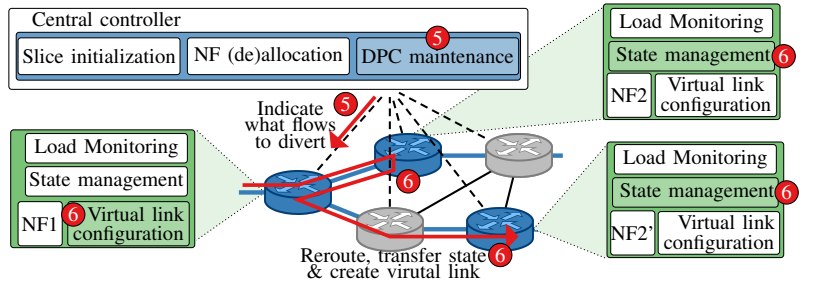 Central controller
Slice initialization
NF (de)allocation
DPC maintenance
5
Indicate
what flows
to divert
5
Load Monitoring
State management
6
NF2
Virtual link
configuration
Load Monitoring
State management
NF1
6
Virtual link
configuration
6
Load Monitoring
State management
6
NF2'
Virtual link
configuration
Reroute, transfer state
& create virutal link
6